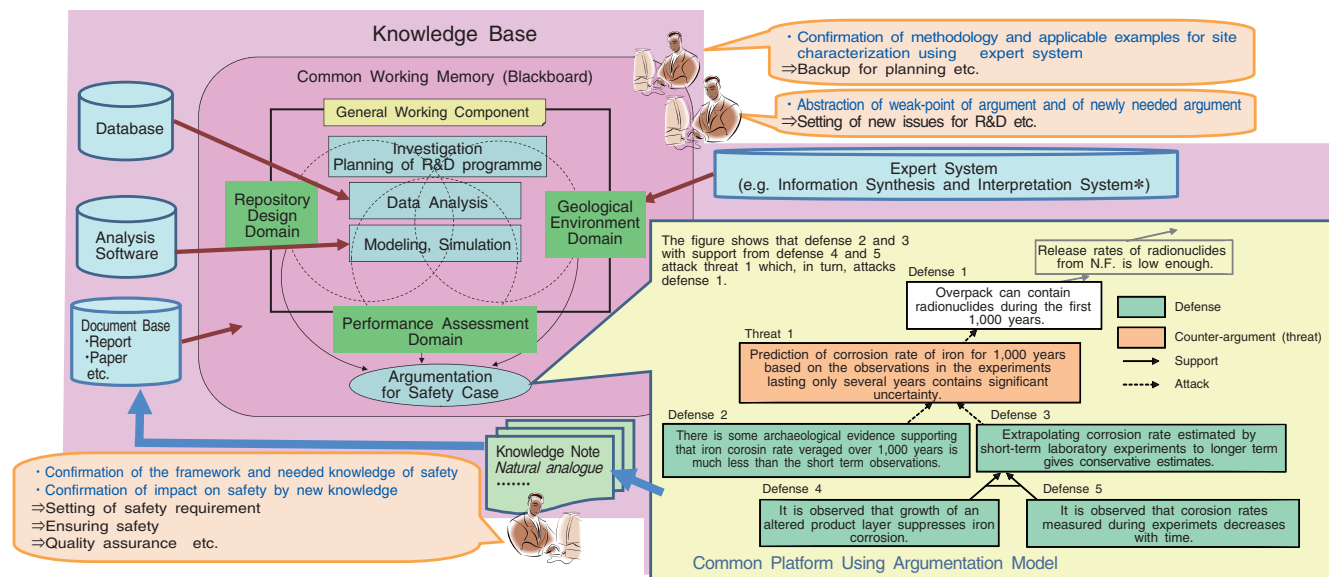 Knowledge Base
Common Working Memory (Blackboard)
General Working Component
Investigation
Planning of R&D programme
Data Analysis
Modeling, Simulation
Repository
Design
Domain
Geological
Environment
Domain
Performance Assessment
Domain
Argumentation
for Safety Case
Database
Analysis
Software
Document Base
・Report
・Paper
etc.
・Confirmation of methodology and applicable examples for site
characterization using expert system
⇒Backup for planning etc.
・Abstraction of weak-point of argument and of newly needed argument
⇒Setting of new issues for R&D etc.
Expert System
(e.g. Information Synthesis and Interpretation System*)
The figure shows that defense 2 and 3
with support from defense 4 and 5
attack threat 1 which, in turn, attacks
defense 1.
Release rates of radionuclides
from N.F. is low enough.
Defense 1
Overpack can contain
radionuclides during the first
1,000 years.
Defense
Counter-argument (threat)
Support
Attack
Threat 1
Prediction of corrosion rate of iron for 1,000 years
based on the observations in the experiments
lasting only several years contains significant
uncertainty.
Defense 2
There is some archaeological evidence supporting
that iron corosin rate veraged over 1,000 years is
much less than the short term observations.
Defense 3
Extrapolating corrosion rate estimated by
short-term laboratory experiments to longer term
gives conservative estimates.
Defense 4
It is observed that growth of an
altered product layer suppresses iron
corrosion.
Defense 5
It is observed that corosion rates
measured during experimets decreases
with time.
Common Platform Using Argumentation Model
Knowledge Note
Natural analogue
·······
・Confirmation of the framework and needed knowledge of safety
・Confirmation of impact on safety by new knowledge
⇒Setting of safety requirement
⇒Ensuring safety
⇒Quality assurance etc.